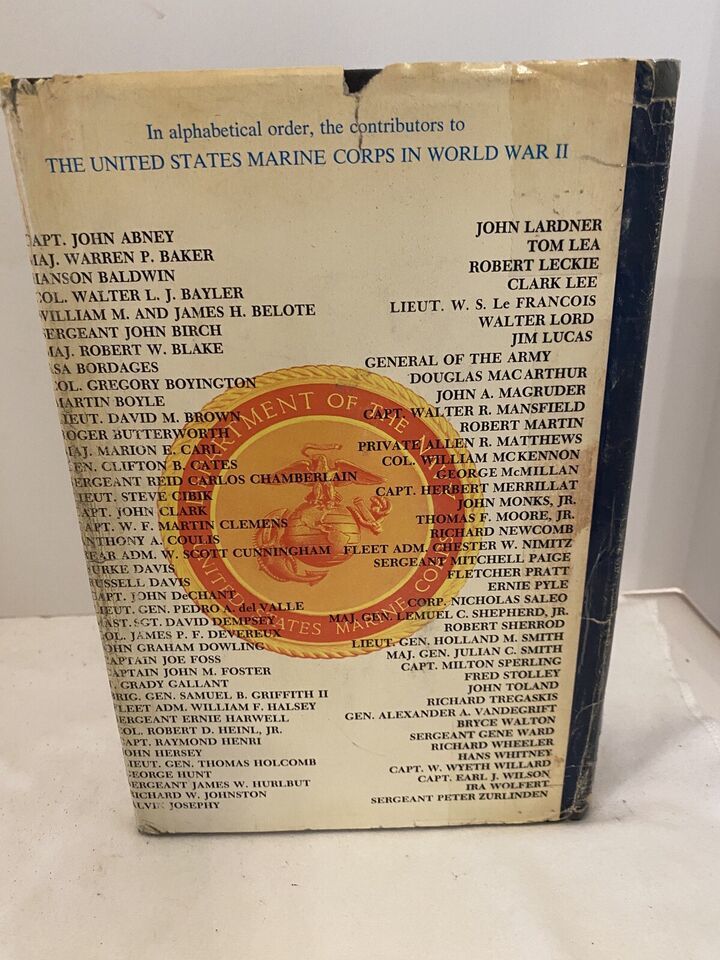 In alphabetical order, the contributors to
THE UNITED STATES MARINE CORPS IN WORLD WAR II
APT. JOHN ABNEY
MAJ. WARREN P. BAKER
HANSON BALDWIN
COL. WALTER L. J. BAYLER
WILLIAM M. AND JAMES H. BELOTE
SERGEANT JOHN BIRCH
MAJ. ROBERT W. BLAKE
ASA BORDAGES
COL. GREGORY BOYINGTON
MARTIN BOYLE
LIEUT. DAVID M. BROWN
ROGER BUTTERWORTH
MAJ. MARION E. CARL
GEN. CLIFTON B. CATES
SERGEANT REID CARLOS CHAMBERLAIN
LIEUT. STEVE CIBIK
CAPT. JOHN CLARK
CAPT. W. F. MARTIN CLEMENS
ANTHONY A. COULIS
REAR ADM. W. SCOTT CUNNINGHAM
BURKE DAVIS
RUSSELL DAVIS
CAPT. JOHN DeCHANT
LIEUT. GEN. PEDRO A. del VALLE
MAST. SGT. DAVID DEMPSEY
COL. JAMES P. F. DEVEREUX
JOHN GRAHAM DOWLING
CAPTAIN JOE FOSS
CAPTAIN JOHN M. FOSTER
T. GRADY GALLANT
BRIG. GEN. SAMUEL B. GRIFFITH II
FLEET ADM. WILLIAM F. HALSEY
SERGEANT ERNIE HARWELL
COL. ROBERT D. HEINL, JR.
CAPT. RAYMOND HENRI
JOHN HERSEY
LIEUT. GEN. THOMAS HOLCOMB
GEORGE HUNT
SERGEANT JAMES W. HURLBUT
RICHARD W. JOHNSTON
ALVIN JOSEPHY
JOHN LARDNER
TOM LEA
ROBERT LECKIE
CLARK LEE
LIEUT. W. S. Le FRANCOIS
WALTER LORD
JIM LUCAS
GENERAL OF THE ARMY
DOUGLAS MACARTHUR
JOHN A. MAGRUDER
CAPT. WALTER R. MANSFIELD
ROBERT MARTIN
PRIVATE ALLEN R. MATTHEWS
COL. WILLIAM McKENNON
GEORGE McMILLAN
CAPT. HERBERT MERRILLAT
JOHN MONKS, JR.
THOMAS F. MOORE, JR.
RICHARD NEWCOMB
FLEET ADM. CHESTER W. NIMITZ
SERGEANT MITCHELL PAIGE
FLETCHER PRATT
ERNIE PYLE
CORP. NICHOLAS SALEO
MAJ. GEN. LEMUEL C. SHEPHERD, JR.
ROBERT SHERROD
LIEUT. GEN. HOLLAND M. SMITH
MAJ. GEN. JULIAN C. SMITH
CAPT. MILTON SPERLING
FRED STOLLEY
JOHN TOLAND
RICHARD TREGASKIS
GEN. ALEXANDER A. VANDEGRIFT
BRYCE WALTON
SERGEANT GENE WARD
RICHARD WHEELER
HANS WHITNEY
CAPT. W. WYETH WILLARD
CAPT. EARL J. WILSON
IRA WOLFERT
SERGEANT PETER ZURLINDEN
DEPARTMENT OF THE NAVY
UNITED STATES MARINE CORPS